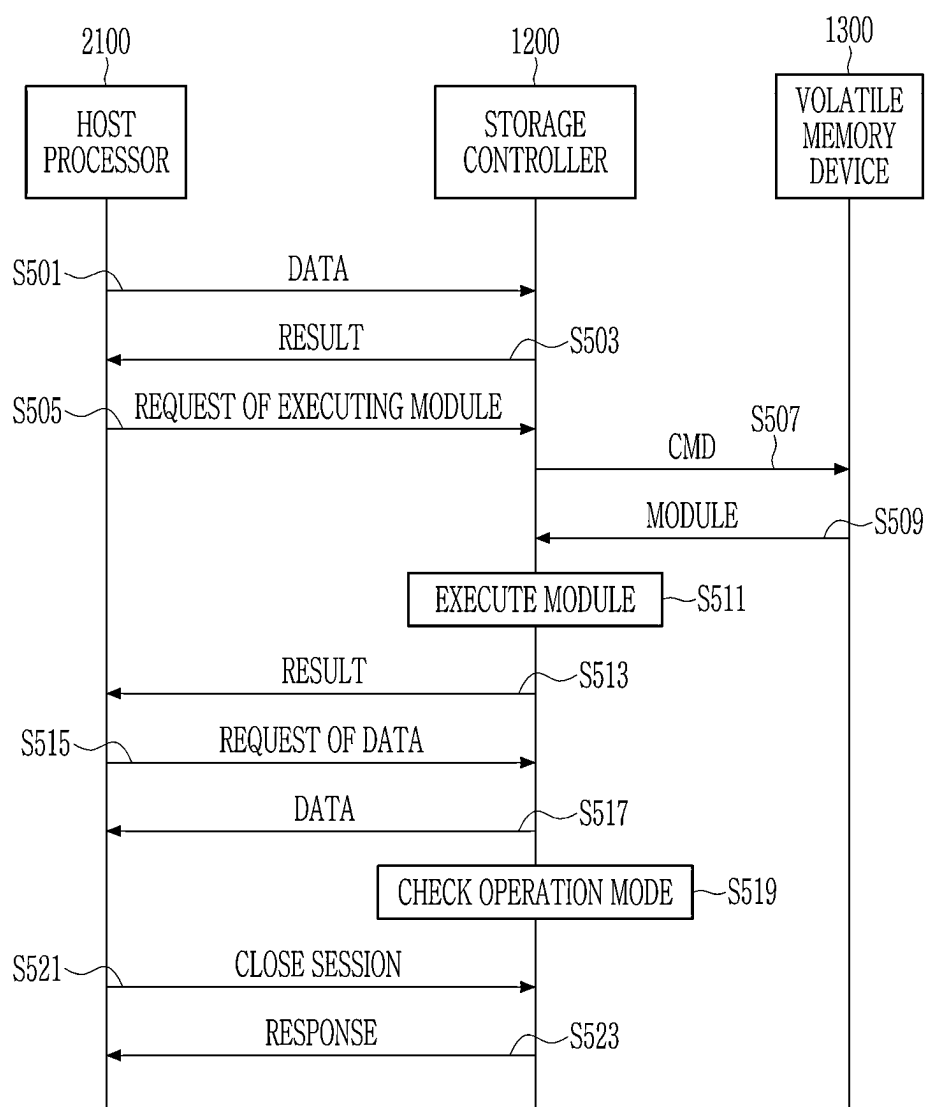 2100
1200
1300
HOST
PROCESSOR
STORAGE
CONTROLLER
VOLATILE
MEMORY
DEVICE
S501
DATA
RESULT
S503
S505
REQUEST OF EXECUTING MODULE
CMD
S507
MODULE
S509
EXECUTE MODULE
S511
RESULT
S513
S515
REQUEST OF DATA
DATA
S517
CHECK OPERATION MODE
S519
S521
CLOSE SESSION
RESPONSE
S523